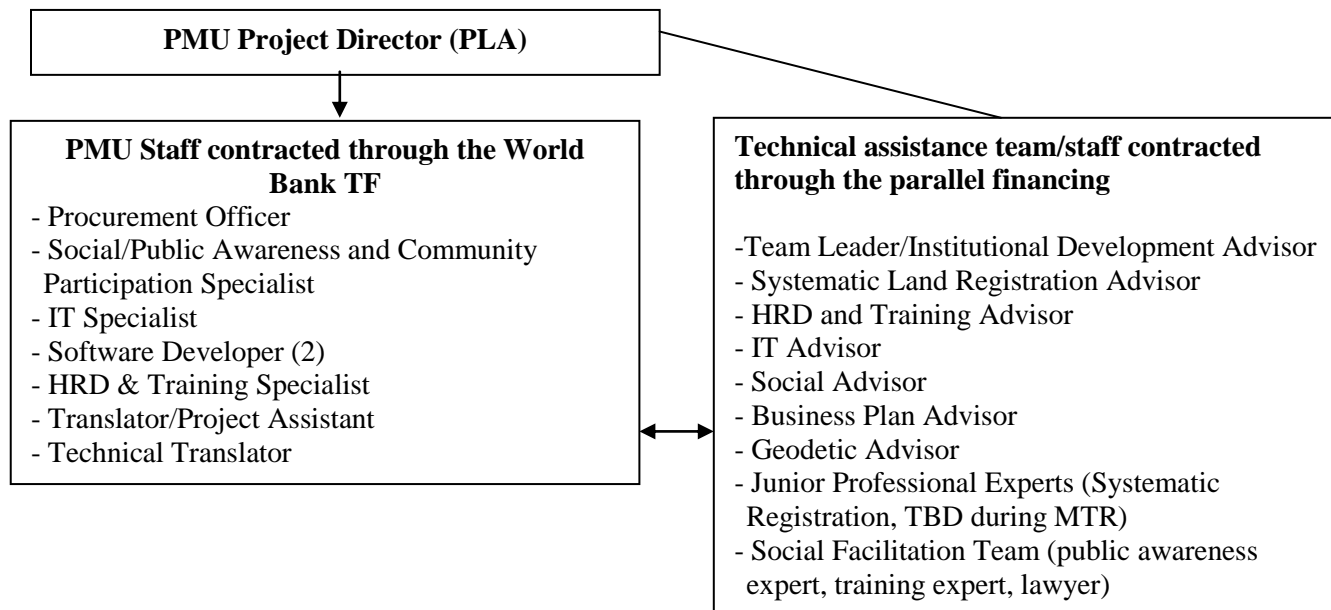 PMU Project Director (PLA)
PMU Staff contracted through the World
Bank TF
- Procurement Officer
- Social/Public Awareness and Community
Participation Specialist
- IT Specialist
- Software Developer (2)
- HRD & Training Specialist
- Translator/Project Assistant
- Technical Translator
Technical assistance team/staff contracted
through the parallel financing
-Team Leader/Institutional Development Advisor
- Systematic Land Registration Advisor
- HRD and Training Advisor
- IT Advisor
- Social Advisor
- Business Plan Advisor
- Geodetic Advisor
- Junior Professional Experts (Systematic
Registration, TBD during MTR)
- Social Facilitation Team (public awareness
expert, training expert, lawyer)